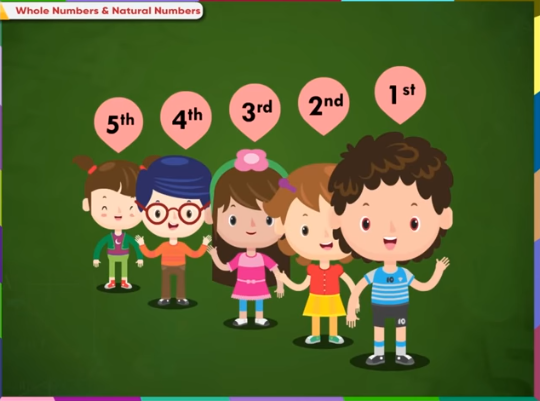 Whole Numbers & Natural Numbers
1st
2nd
3rd
4th
5th
10
10